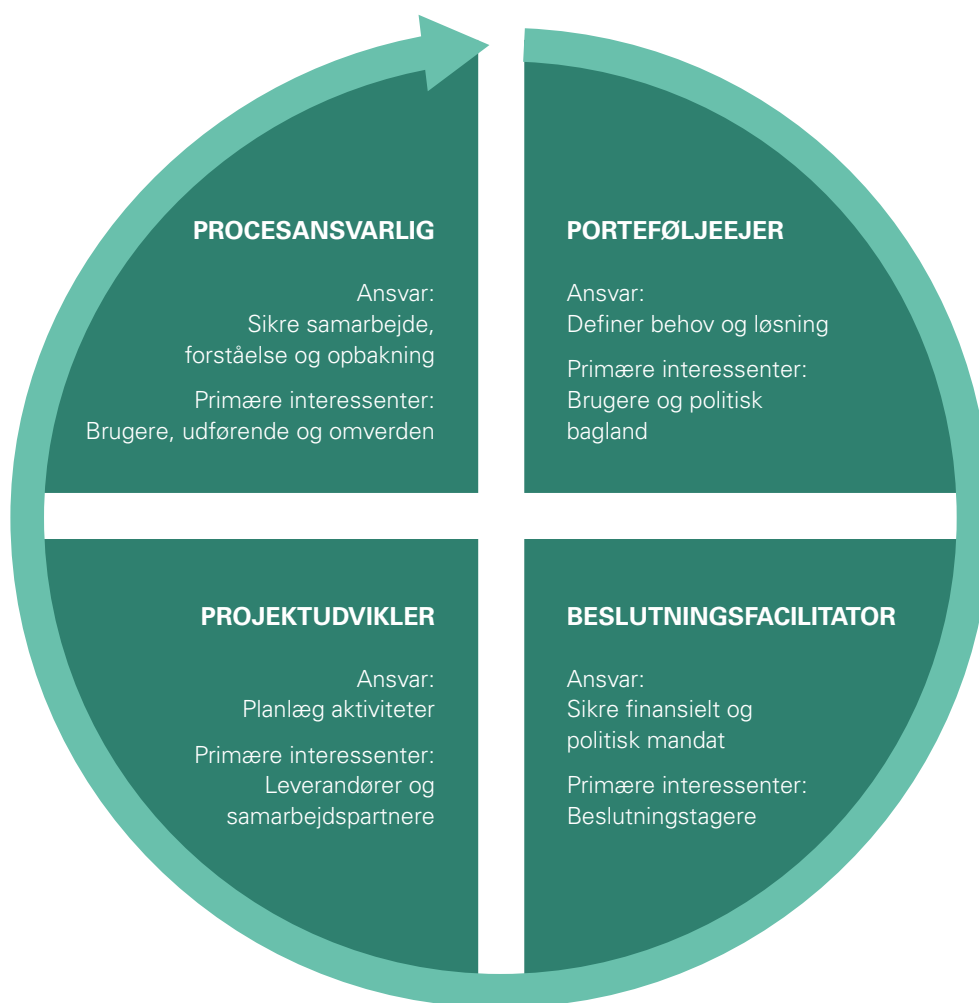 PROCESANSVARLIG
Ansvar:
Sikre samarbejde,
forståelse og opbakning
Primære interessenter:
Brugere, udførende og omverden
PORTEFØLJEEJER
Ansvar:
Definer behov og løsning
Primære interessenter:
Brugere og politisk
bagland
PROJEKTUDVIKLER
Ansvar:
Planlæg aktiviteter
Primære interessenter:
Leverandører og
samarbejdspartnere
BESLUTNINGSFACILITATOR
Ansvar:
Sikre finansielt og
politisk mandat
Primære interessenter:
Beslutningstagere